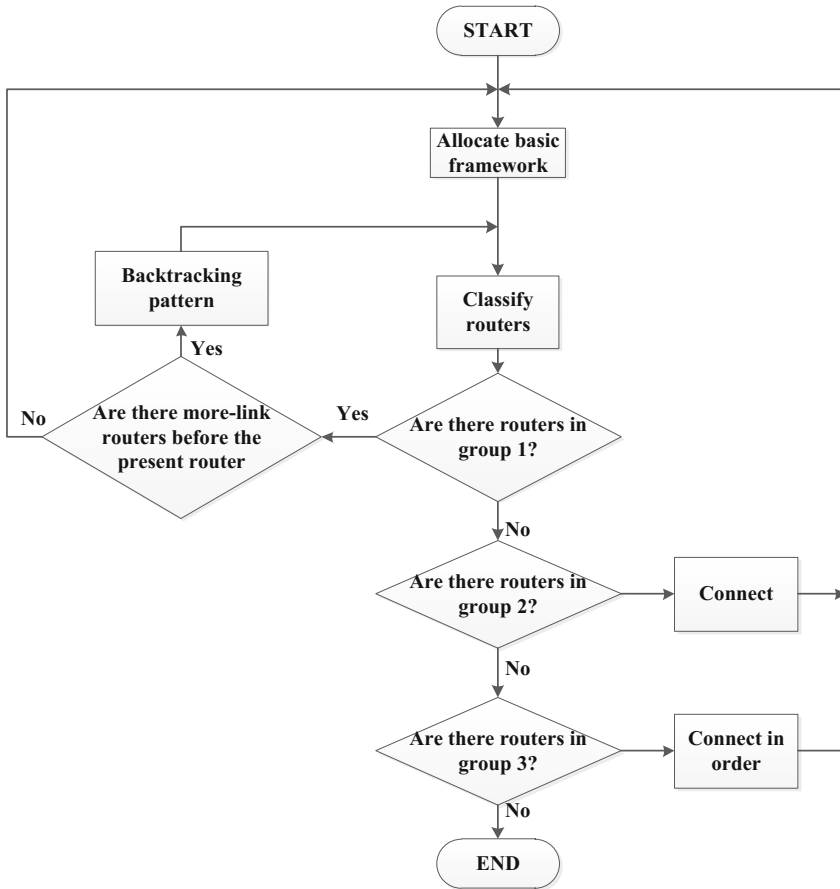 START
Allocate basic
framework
Backtracking
pattern
Classify
routers
Yes
No
Are there more-link
routers before the
present router
Yes
Are there routers in
group 1?
No
Are there routers in
group 2?
Connect
No
Are there routers in
group 3?
Connect in
order
No
END